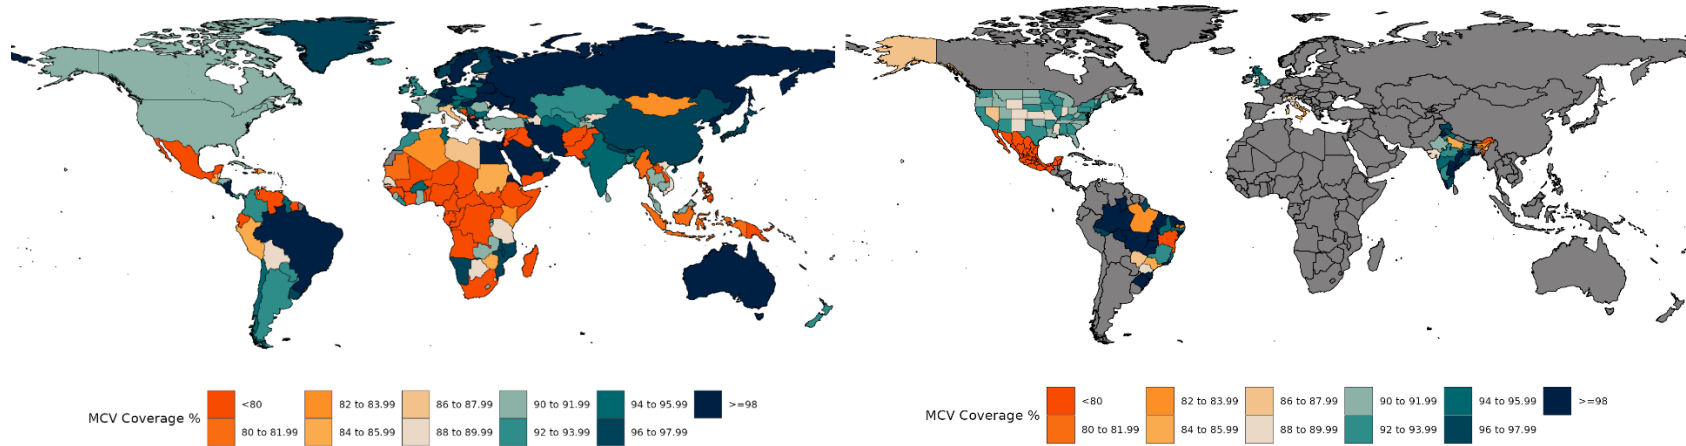 MCV Coverage %
<80
80 to 81.99
82 to 83.99
84 to 85.99
86 to 87.99
88 to 89.99
90 to 91.99
92 to 93.99
94 to 95.99
96 to 97.99
>=98
MCV Coverage %
<80
80 to 81.99
82 to 83.99
84 to 85.99
86 to 87.99
88 to 89.99
90 to 91.99
92 to 93.99
94 to 95.99
96 to 97.99
>=98